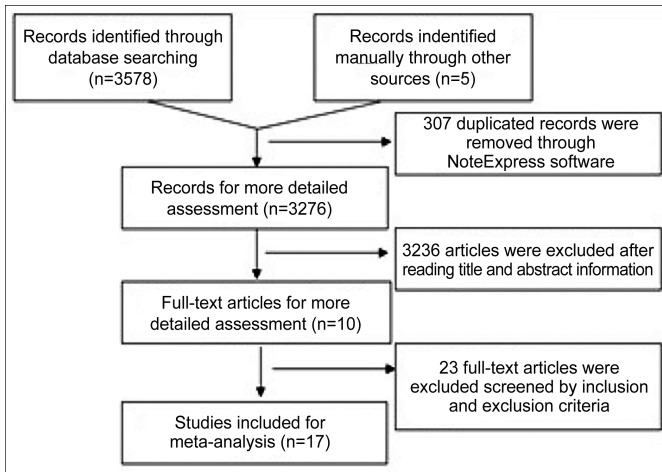 Records identified through
database searching
(n=3578)
Records indentified
manually through other
sources (n=5)
307 duplicated records were
removed through
NoteExpress software
Records for more detailed
assessment (n=3276)
3236 articles were excluded after
reading title and abstract information
Full-text articles for more
detailed assessment (n=10)
23 full-text articles were
excluded screened by inclusion
and exclusion criteria
Studies included for
meta-analysis (n=17)